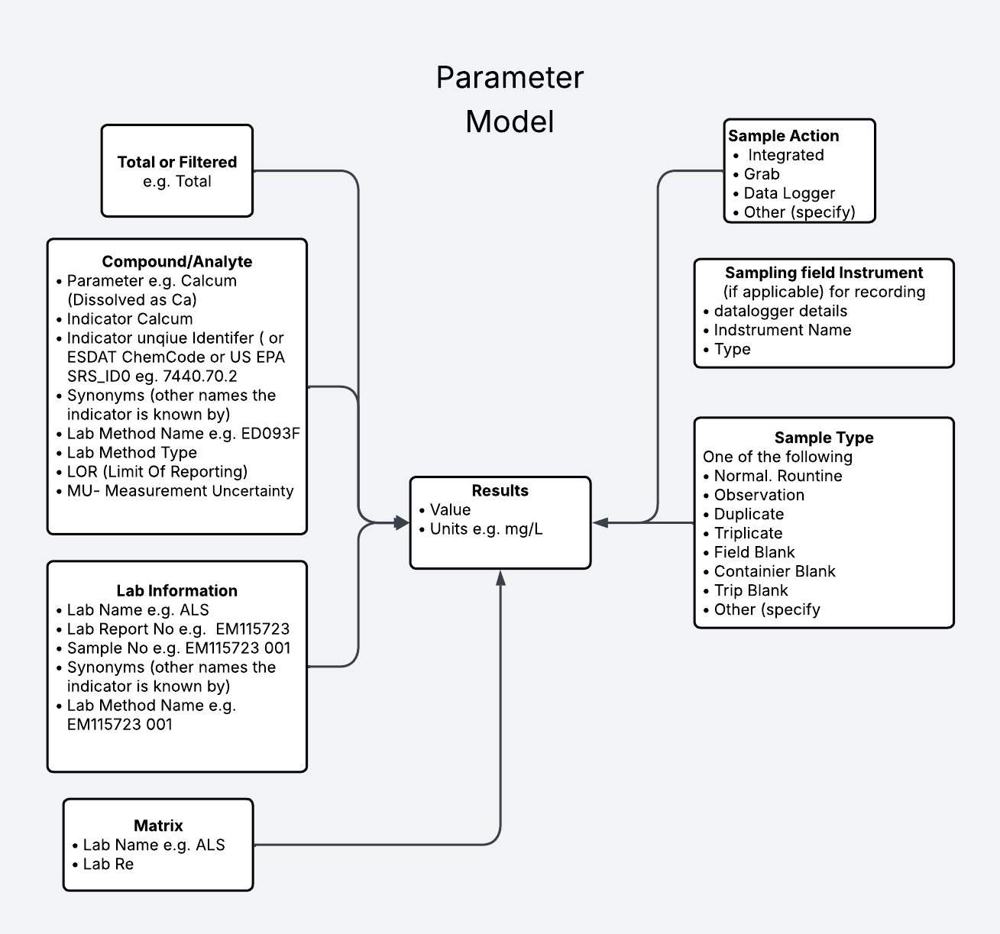 Parameter
Model
Total or Filtered
e.g. Total
Compound/Analyte
• Parameter e.g. Calcum
(Dissolved as Ca)
• Indicator Calcum
• Indicator unqiue Identifer ( or
ESDAT ChemCode or US EPA
SRS_ID0 eg. 7440.70.2
• Synonyms (other names the
indicator is known by)
• Lab Method Name e.g. ED093F
• Lab Method Type
• LOR (Limit Of Reporting)
• MU- Measurement Uncertainty
Lab Information
• Lab Name e.g. ALS
• Lab Report No e.g.  EM115723
• Sample No e.g. EM115723 001
• Synonyms (other names the
indicator is known by)
• Lab Method Name e.g.
EM115723 001
Matrix
• Lab Name e.g. ALS
• Lab Re
Results
• Value
• Units e.g. mg/L
Sample Action
• Integrated
• Grab
• Data Logger
• Other (specify)
Sampling field Instrument
(if applicable) for recording
• datalogger details
• Indstrument Name
• Type
Sample Type
One of the following
• Normal. Rountine
• Observation
• Duplicate
• Triplicate
• Field Blank
• Containier Blank
• Trip Blank
• Other (specify